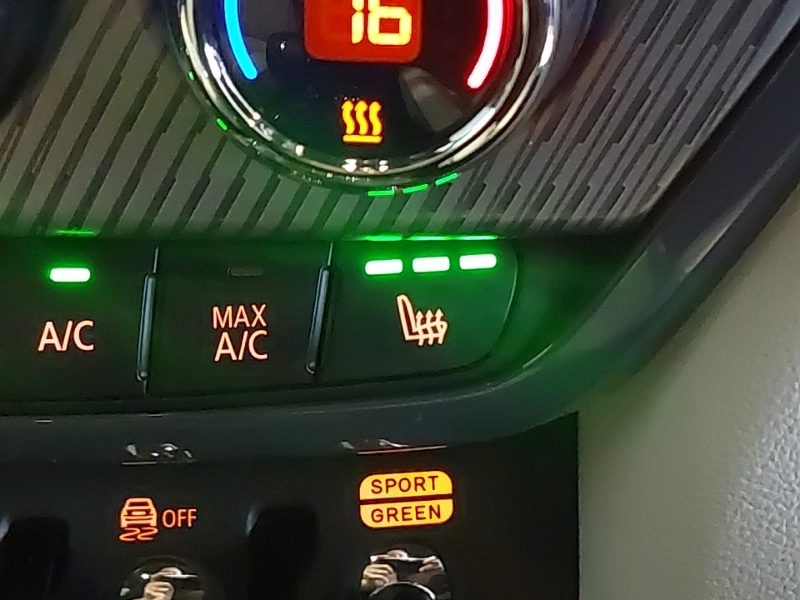 16
A/C
MAX
A/C
OFF
SPORT
GREEN